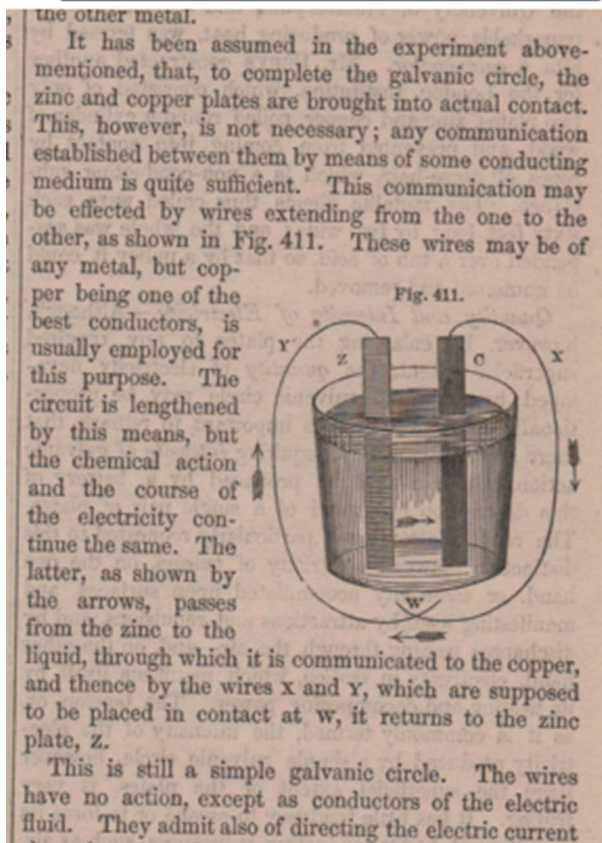 the other metal.
It has been assumed in the experiment above-
mentioned, that, to complete the galvanic circle, the
zinc and copper plates are brought into actual contact.
This, however, is not necessary; any communication
established between them by means of some conducting
medium is quite sufficient. This communication may
be effected by wires extending from the one to the
other, as shown in Fig. 411. These wires may be of
any metal, but cop-
per being one of the
best conductors, is
usually employed for
this purpose. The
circuit is lengthened
by this means, but
the chemical action
and the course of
the electricity con-
tinue the same. The
latter, as shown by
the arrows, passes
from the zinc to the
Fig. 411.
Y
Z
C
X
W
liquid, through which it is communicated to the copper,
and thence by the wires X and Y, which are supposed
to be placed in contact at W, it returns to the zinc
plate, Z.
This is still a simple galvanic circle. The wires
have no action, except as conductors of the electric
fluid. They admit also of directing the electric current